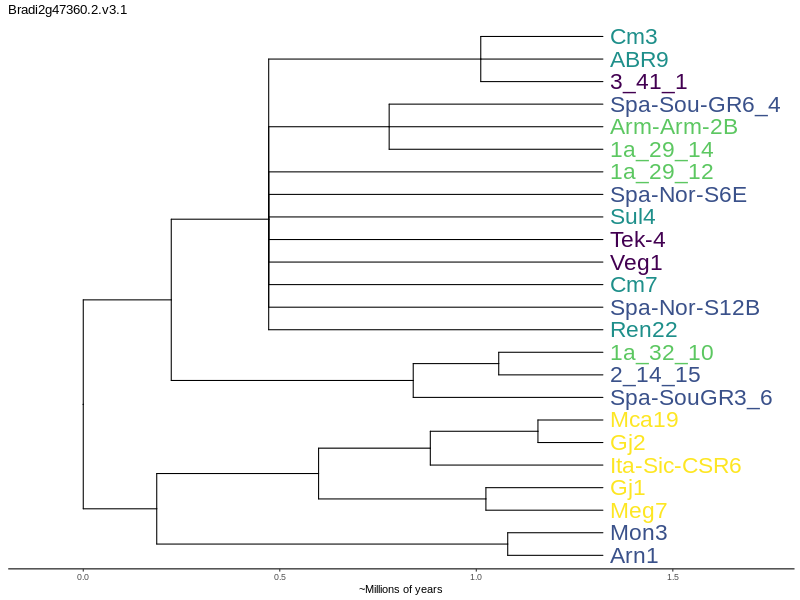 Bradi2g47360.2.v3.1
Cm3
ABR9
3_41_1
Spa-Sou-GR6_4
Arm-Arm-2B
1a_29_14
1a_29_12
Spa-Nor-S6E
Sul4
Tek-4
Veg1
Cm7
Spa-Nor-S12B
Ren22
1a_32_10
2_14_15
Spa-SouGR3_6
Mca19
Gj2
Ita-Sic-CSR6
Gj1
Meg7
Mon3
Arn1
0.0 0.5 1.0 1.5
~Millions of years